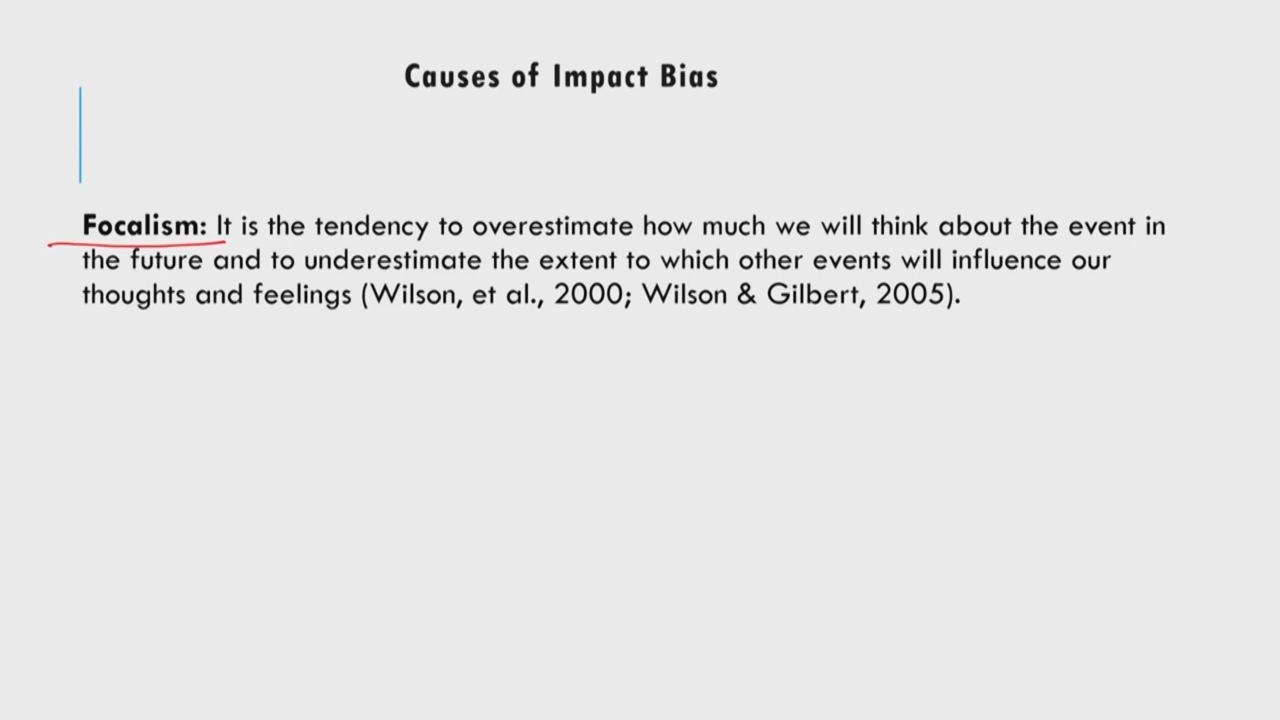 Causes of Impact Bias
Focalism: It is the tendency to overestimate how much we will think about the event in
the future and to underestimate the extent to which other events will influence our
thoughts and feelings (Wilson, et al., 2000; Wilson & Gilbert, 2005).